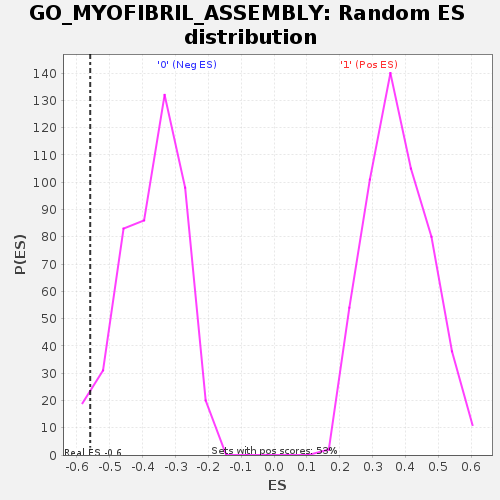 GO_MYOFIBRIL_ASSEMBLY: Random ES
distribution
'0' (Neg ES)
'1' (Pos ES)
P(ES)
140
130
120
110
100
90
80
70
60
50
40
30
20
10
0
Real ES -0.6
Sets with pos scores: 53%
-0.6 -0.5 -0.4 -0.3 -0.2 -0.1 0.0 0.1 0.2 0.3 0.4 0.5 0.6
ES